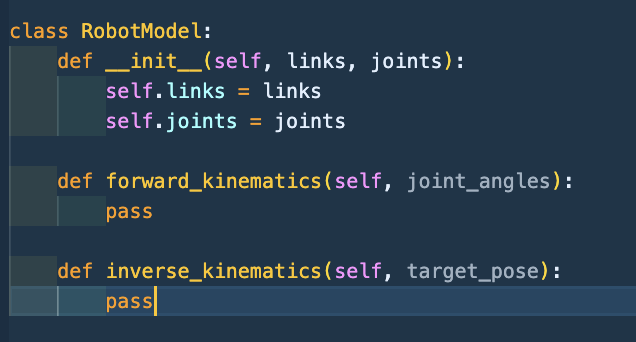 class RobotModel:
    def __init__(self, links, joints):
        self.links = links
        self.joints = joints

    def forward_kinematics(self, joint_angles):
        pass

    def inverse_kinematics(self, target_pose):
        pass